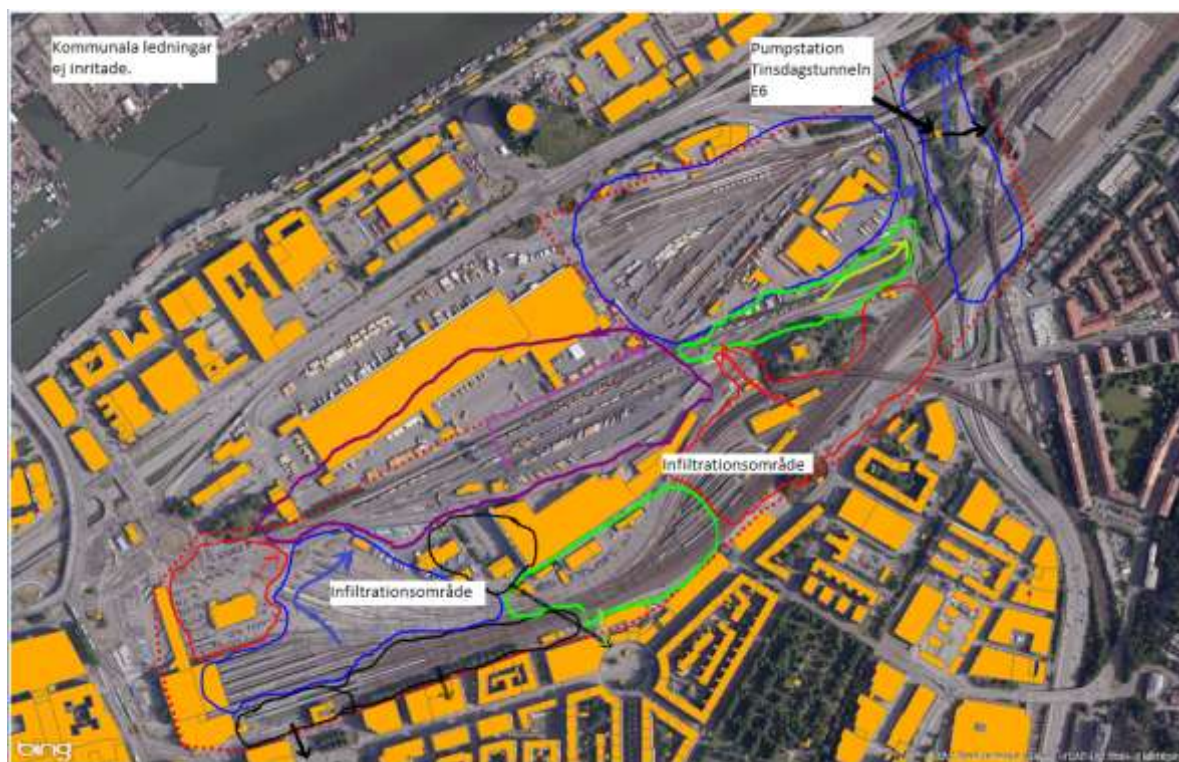 Kommunala ledningar
ej inritade.
Pumpstation
Tinsdagstunneln
E6
Infiltrationsområde
Infiltrationsområde
bing